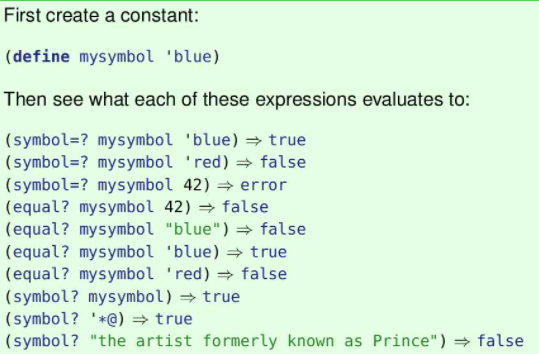 First create a constant:
(define mysymbol 'blue)
Then see what each of these expressions evaluates to:
(symbol=? mysymbol 'blue) ⇒ true
(symbol=? mysymbol 'red) ⇒ false
(symbol=? mysymbol 42) ⇒ error
(equal? mysymbol 42) ⇒ false
(equal? mysymbol "blue") ⇒ false
(equal? mysymbol 'blue) ⇒ true
(equal? mysymbol 'red) ⇒ false
(symbol? mysymbol) ⇒ true
(symbol? '*@) ⇒ true
(symbol? "the artist formerly known as Prince") ⇒ false